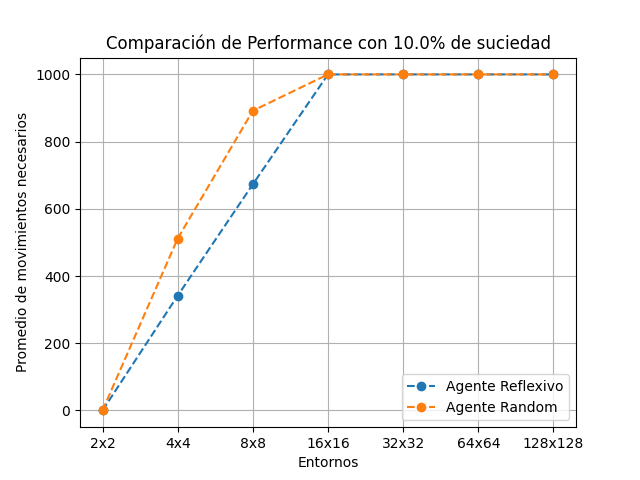 Comparación de Performance con 10.0% de suciedad
Promedio de movimientos necesarios
1000
800
600
400
200
0
2x2 4x4 8x8 16x16 32x32 64x64 128x128
Entornos
Agente Reflexivo
Agente Random